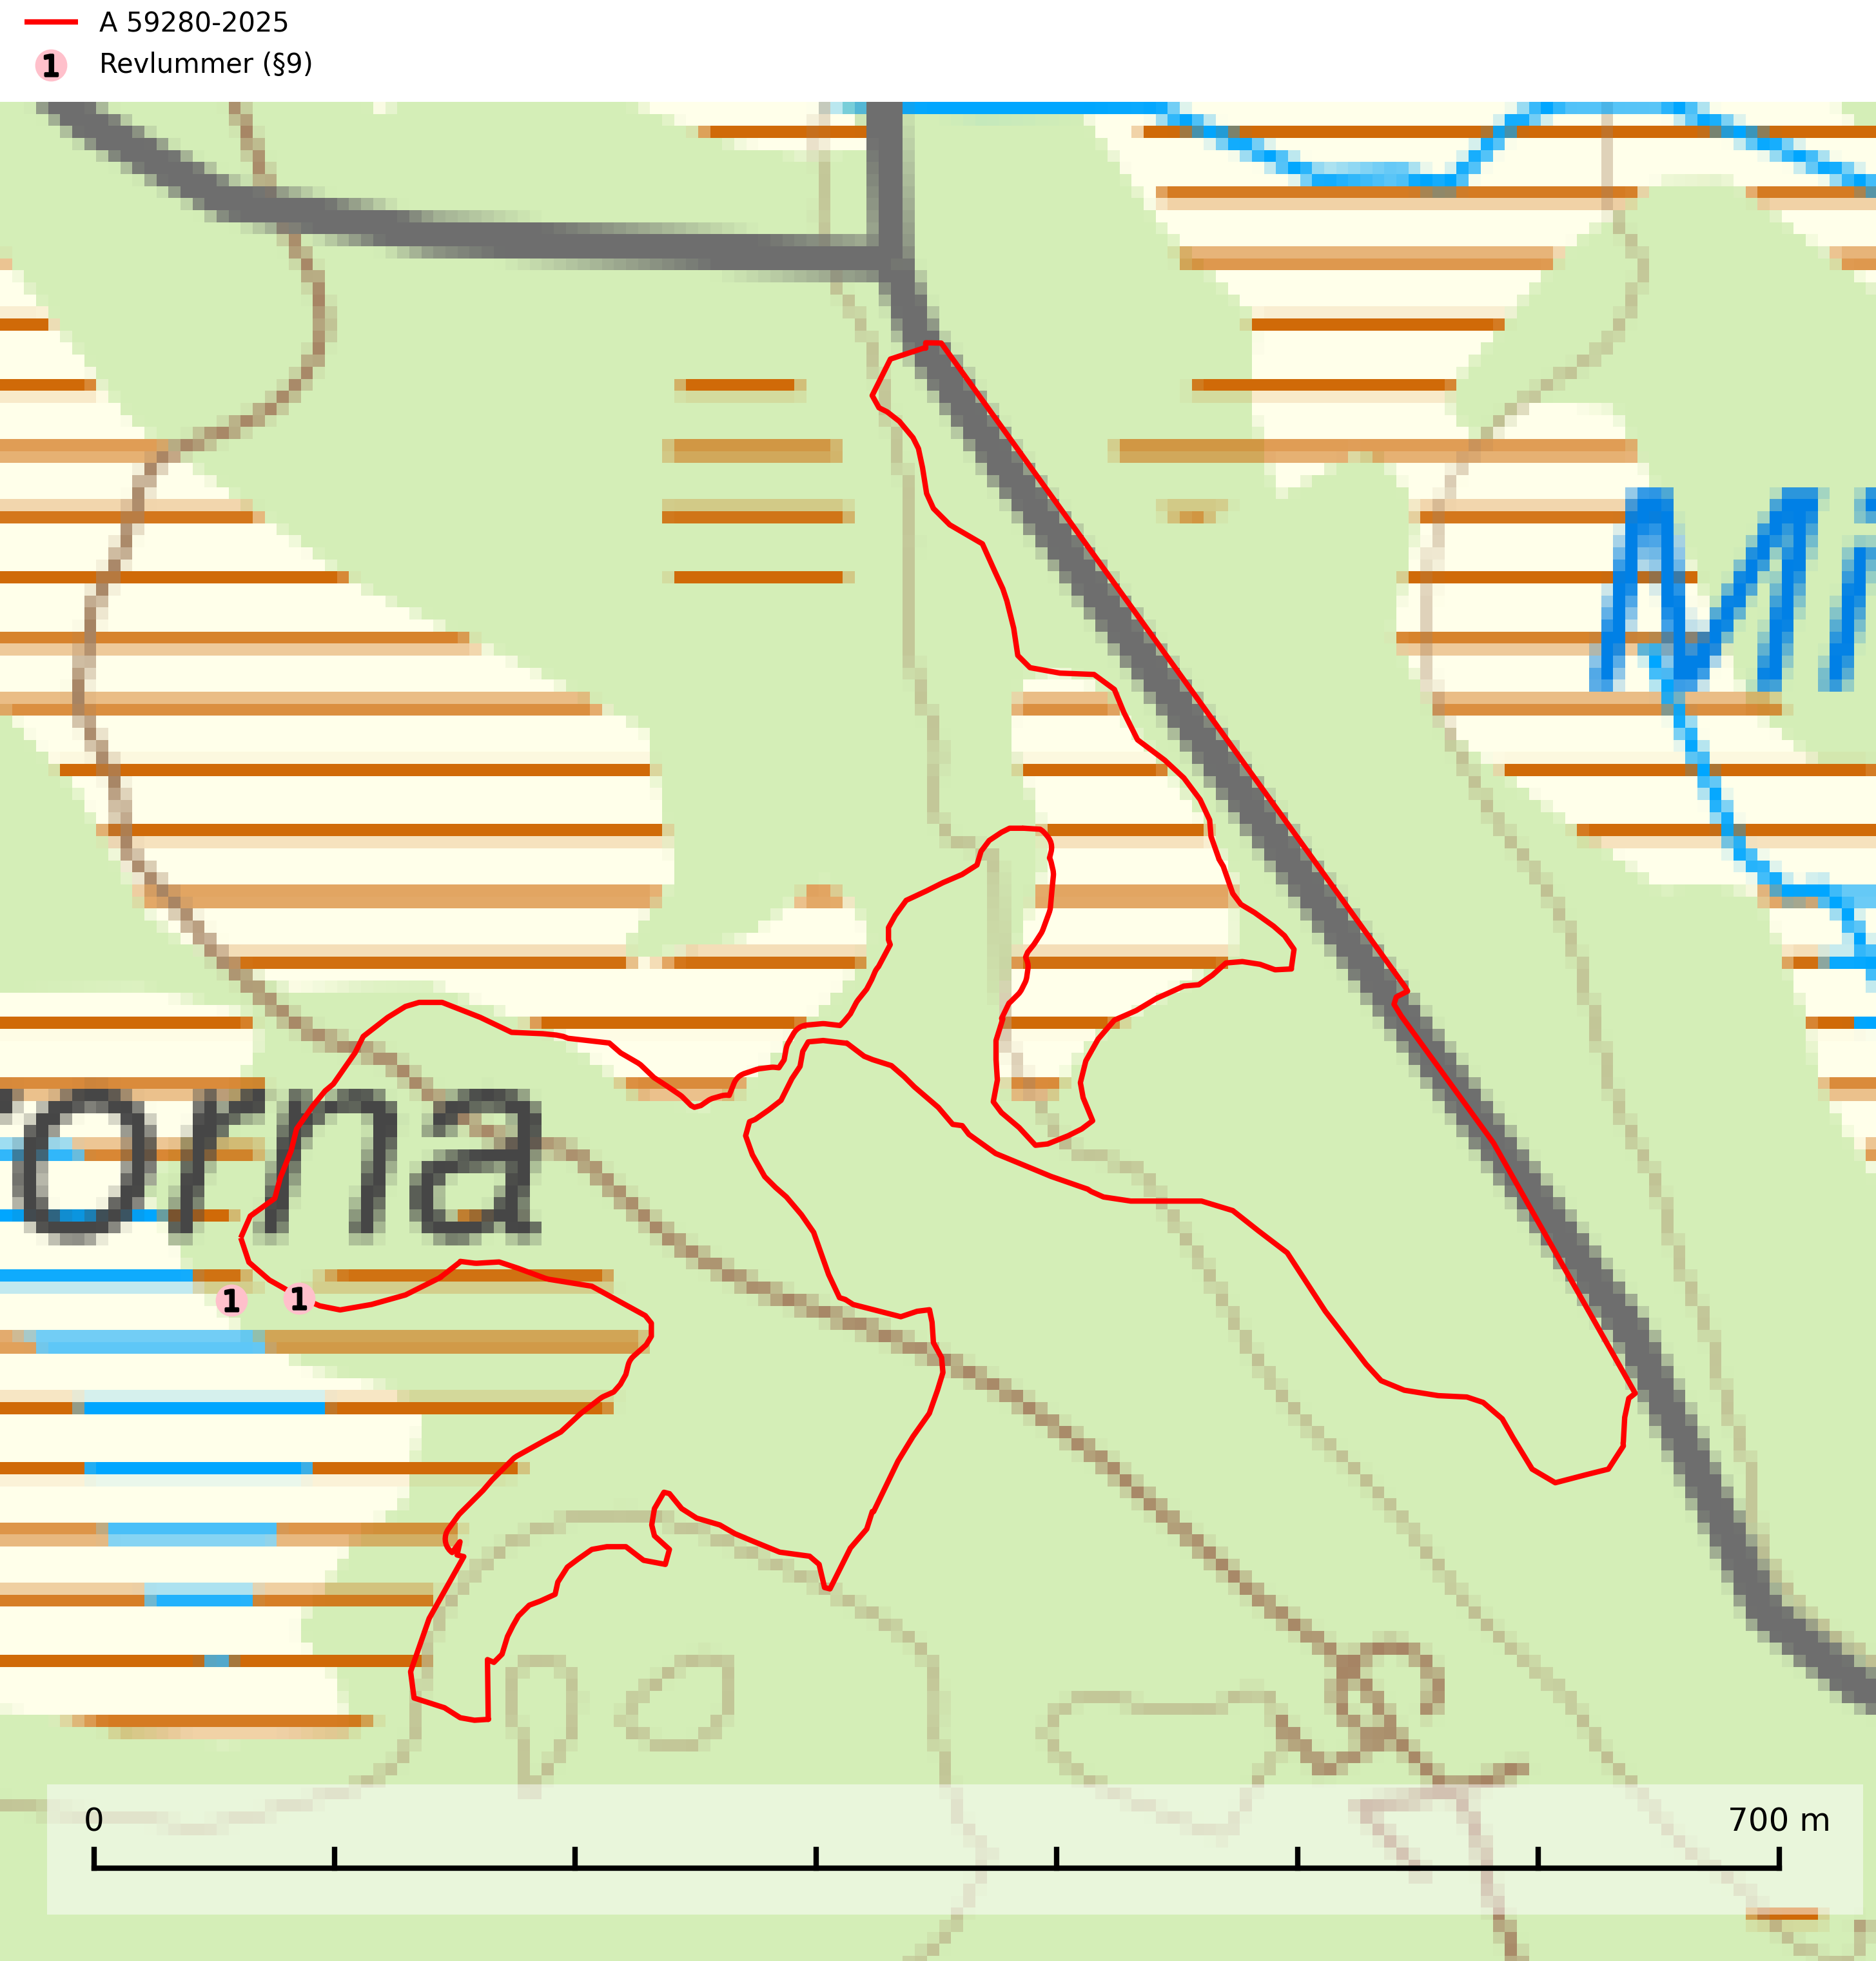 A 59280-2025
1 Revlummer (§9)
orna
1 1
0 700 m